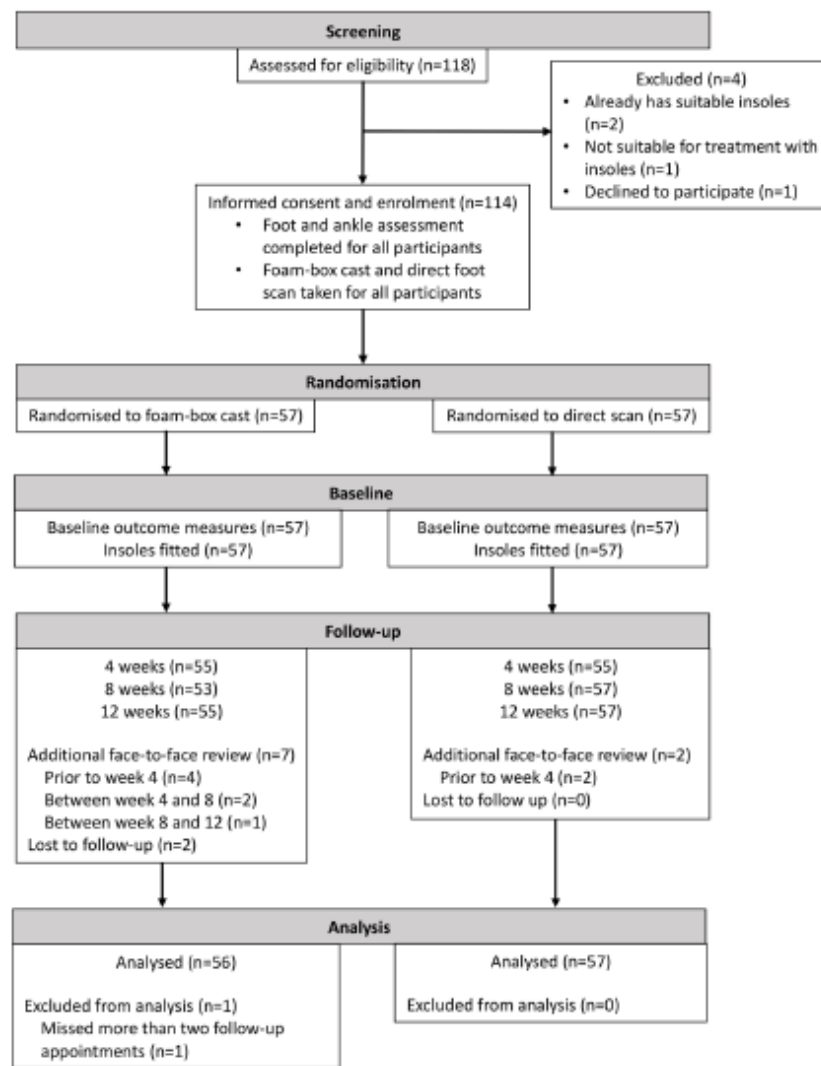 Screening
Assessed for eligibility (n=118)
Excluded (n=4)
• Already has suitable insoles
(n=2)
• Not suitable for treatment with
insoles (n=1)
• Declined to participate (n=1)
Informed consent and enrolment (n=114)
• Foot and ankle assessment
completed for all participants
• Foam-box cast and direct foot
scan taken for all participants
Randomisation
Randomised to foam-box cast (n=57)
Randomised to direct scan (n=57)
Baseline
Baseline outcome measures (n=57)
Insoles fitted (n=57)
Baseline outcome measures (n=57)
Insoles fitted (n=57)
Follow-up
4 weeks (n=55)
8 weeks (n=53)
12 weeks (n=55)
Additional face-to-face review (n=7)
Prior to week 4 (n=4)
Between week 4 and 8 (n=2)
Between week 8 and 12 (n=1)
Lost to follow-up (n=2)
4 weeks (n=55)
8 weeks (n=57)
12 weeks (n=57)
Additional face-to-face review (n=2)
Prior to week 4 (n=2)
Lost to follow up (n=0)
Analysis
Analysed (n=56)
Excluded from analysis (n=1)
Missed more than two follow-up
appointments (n=1)
Analysed (n=57)
Excluded from analysis (n=0)